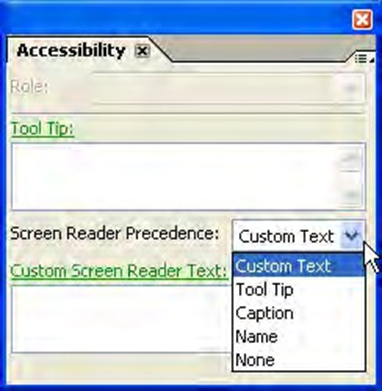 Accessibility
Role:
Tool Tip:
Screen Reader Precedence: Custom Text
Custom Screen Reader Text:
Custom Text
Tool Tip
Caption
Name
None